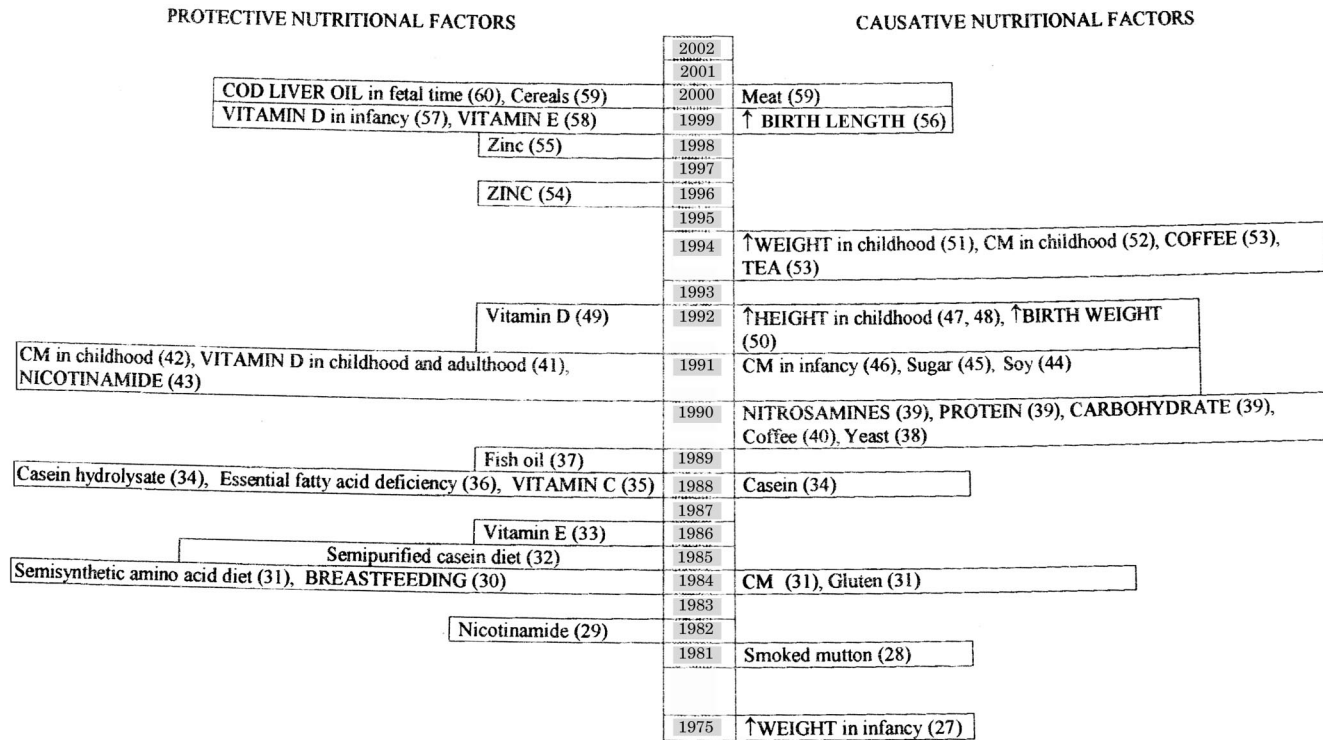 PROTECTIVE NUTRITIONAL FACTORS
CAUSATIVE NUTRITIONAL FACTORS
2002
2001
COD LIVER OIL in fetal time (60), Cereals (59) 2000 Meat (59)
VITAMIN D in infancy (57), VITAMIN E (58) 1999 ↑ BIRTH LENGTH (56)
Zinc (55) 1998
1997
ZINC (54) 1996
1995
1994 ↑WEIGHT in childhood (51), CM in childhood (52), COFFEE (53),
TEA (53)
1993
Vitamin D (49) 1992 ↑HEIGHT in childhood (47, 48), ↑BIRTH WEIGHT
(50)
CM in childhood (42), VITAMIN D in childhood and adulthood (41), 1991 CM in infancy (46), Sugar (45), Soy (44)
NICOTINAMIDE (43)
1990 NITROSAMINES (39), PROTEIN (39), CARBOHYDRATE (39),
Coffee (40), Yeast (38)
Fish oil (37) 1989
Casein hydrolysate (34), Essential fatty acid deficiency (36), VITAMIN C (35) 1988 Casein (34)
1987
Vitamin E (33) 1986
Semipurified casein diet (32) 1985
Semisynthetic amino acid diet (31), BREASTFEEDING (30) 1984 CM (31), Gluten (31)
1983
Nicotinamide (29) 1982
1981 Smoked mutton (28)
1975 ↑WEIGHT in infancy (27)